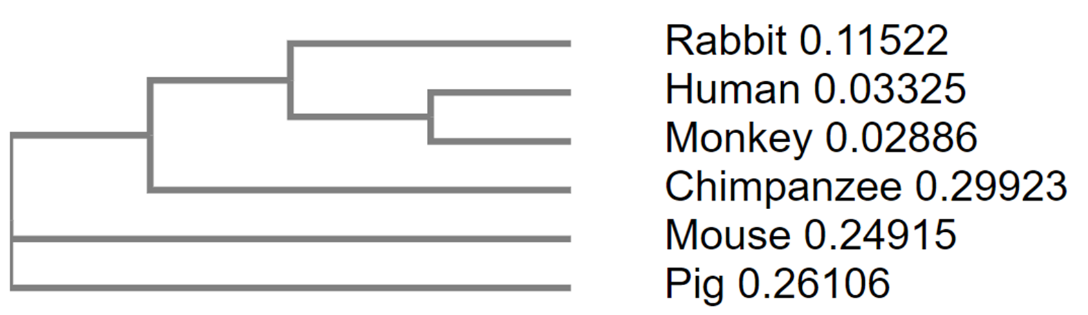 Rabbit 0.11522
Human 0.03325
Monkey 0.02886
Chimpanzee 0.29923
Mouse 0.24915
Pig 0.26106